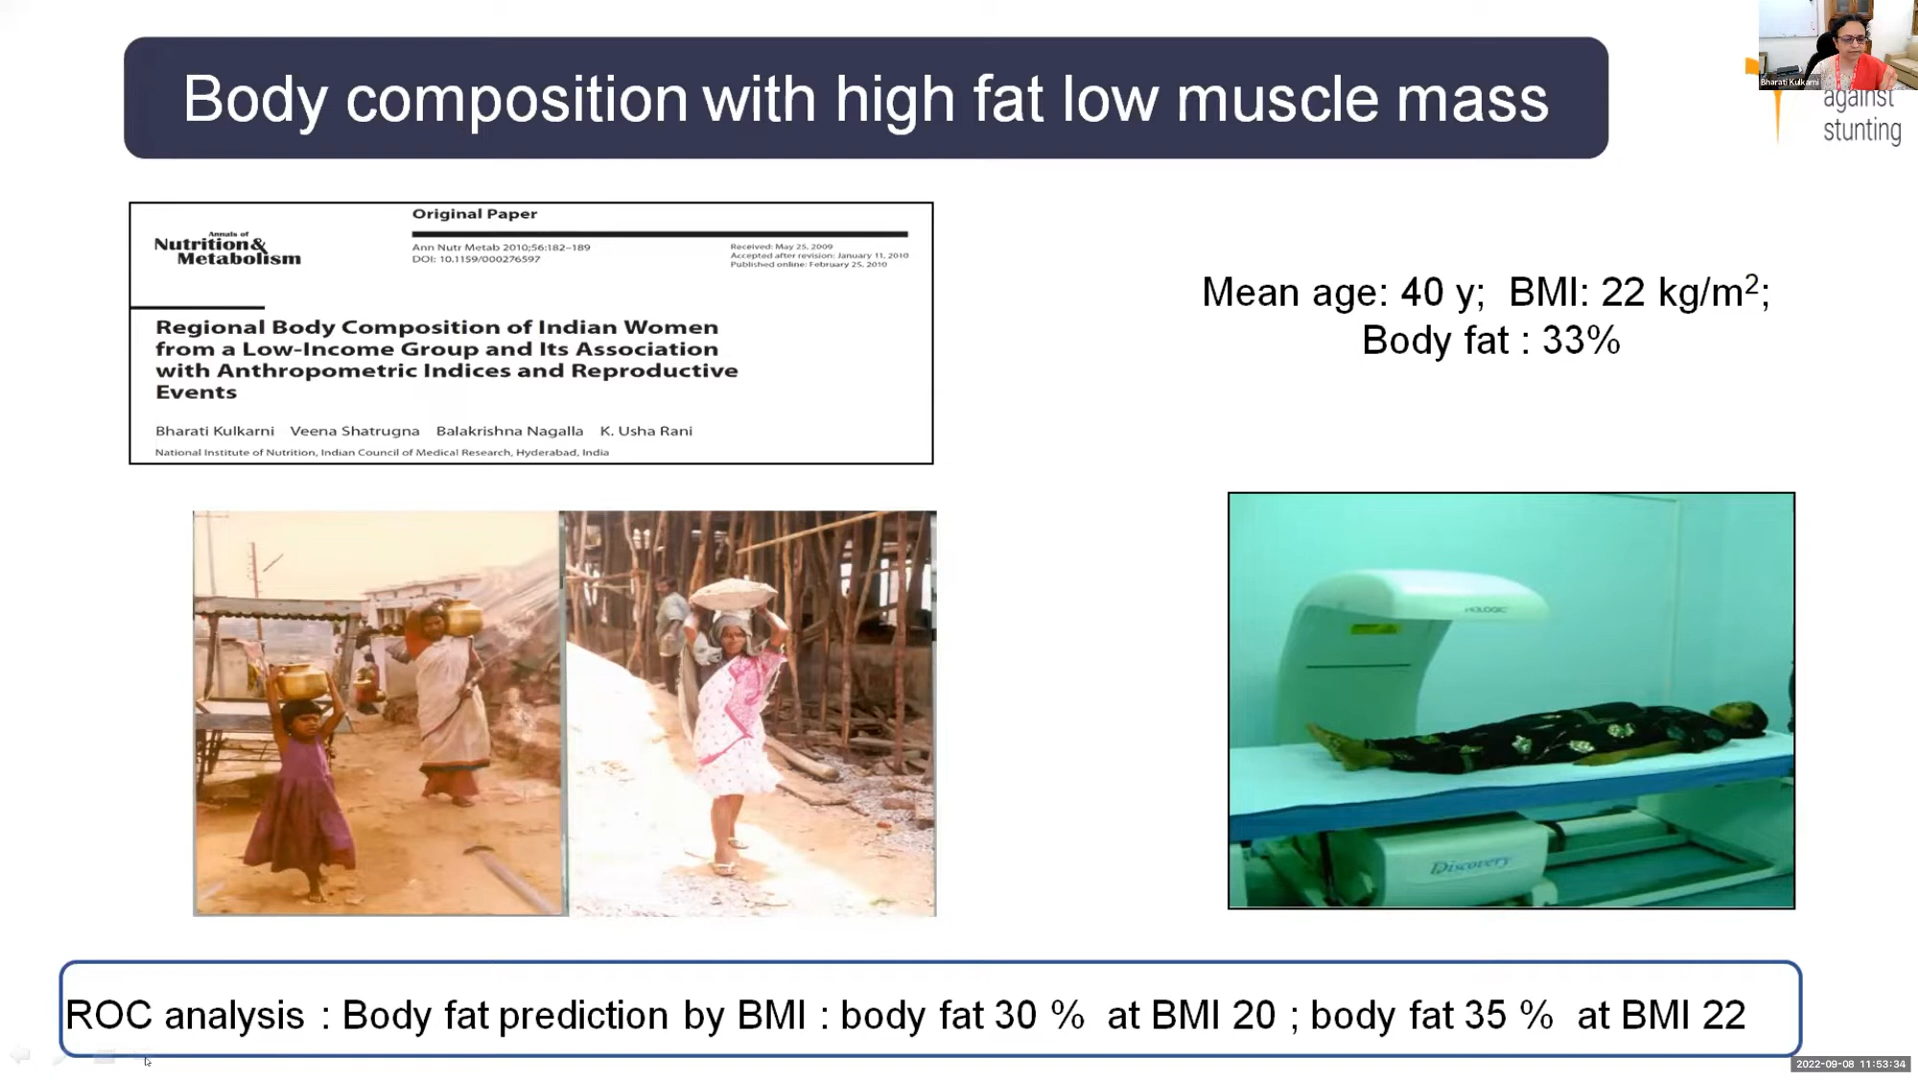 Body composition with high fat low muscle mass
Bharati Kulkarni
against
stunting
Original Paper
Annals of
Nutrition&
Metabolism
Ann Nutr Metab 2010;56:182–189
DOI: 10.1159/000276597
Received: May 25, 2009
Accepted after revision: January 11, 2010
Published online: February 25, 2010
Regional Body Composition of Indian Women
from a Low-Income Group and Its Association
with Anthropometric Indices and Reproductive
Events
Bharati Kulkarni Veena Shatrugna Balakrishna Nagalla K. Usha Rani
National Institute of Nutrition, Indian Council of Medical Research, Hyderabad, India
Mean age: 40 y; BMI: 22 kg/m²;
Body fat : 33%
HOLOGIC
Discovery
ROC analysis : Body fat prediction by BMI : body fat 30 % at BMI 20 ; body fat 35 % at BMI 22
2022-09-08 11:53:34